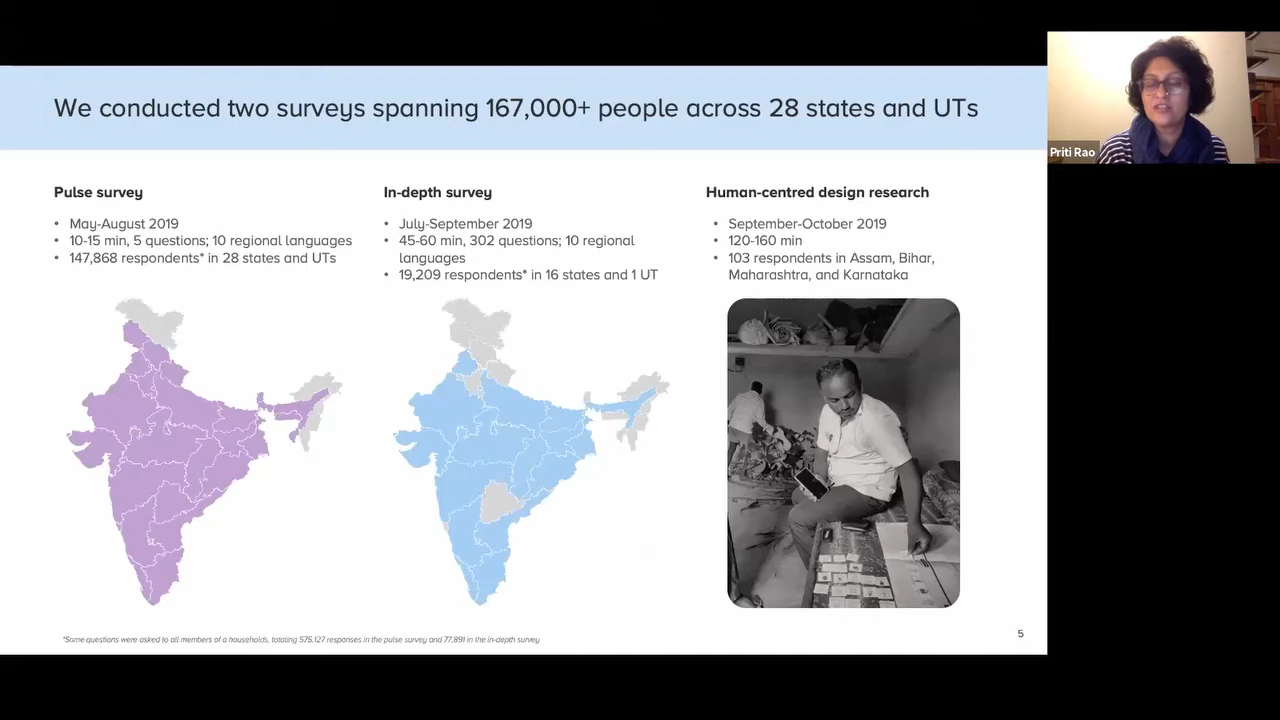 We conducted two surveys spanning 167,000+ people across 28 states and UTs
Priti Rao
Pulse survey
• May-August 2019
• 10-15 min, 5 questions; 10 regional languages
• 147,868 respondents* in 28 states and UTs
In-depth survey
• July-September 2019
• 45-60 min, 302 questions; 10 regional
languages
• 19,209 respondents* in 16 states and 1 UT
Human-centred design research
• September-October 2019
• 120-160 min
• 103 respondents in Assam, Bihar,
Maharashtra, and Karnataka
*Some questions were asked to all members of a households, totaling 575,127 responses in the pulse survey and 77,891 in the in-depth survey
5